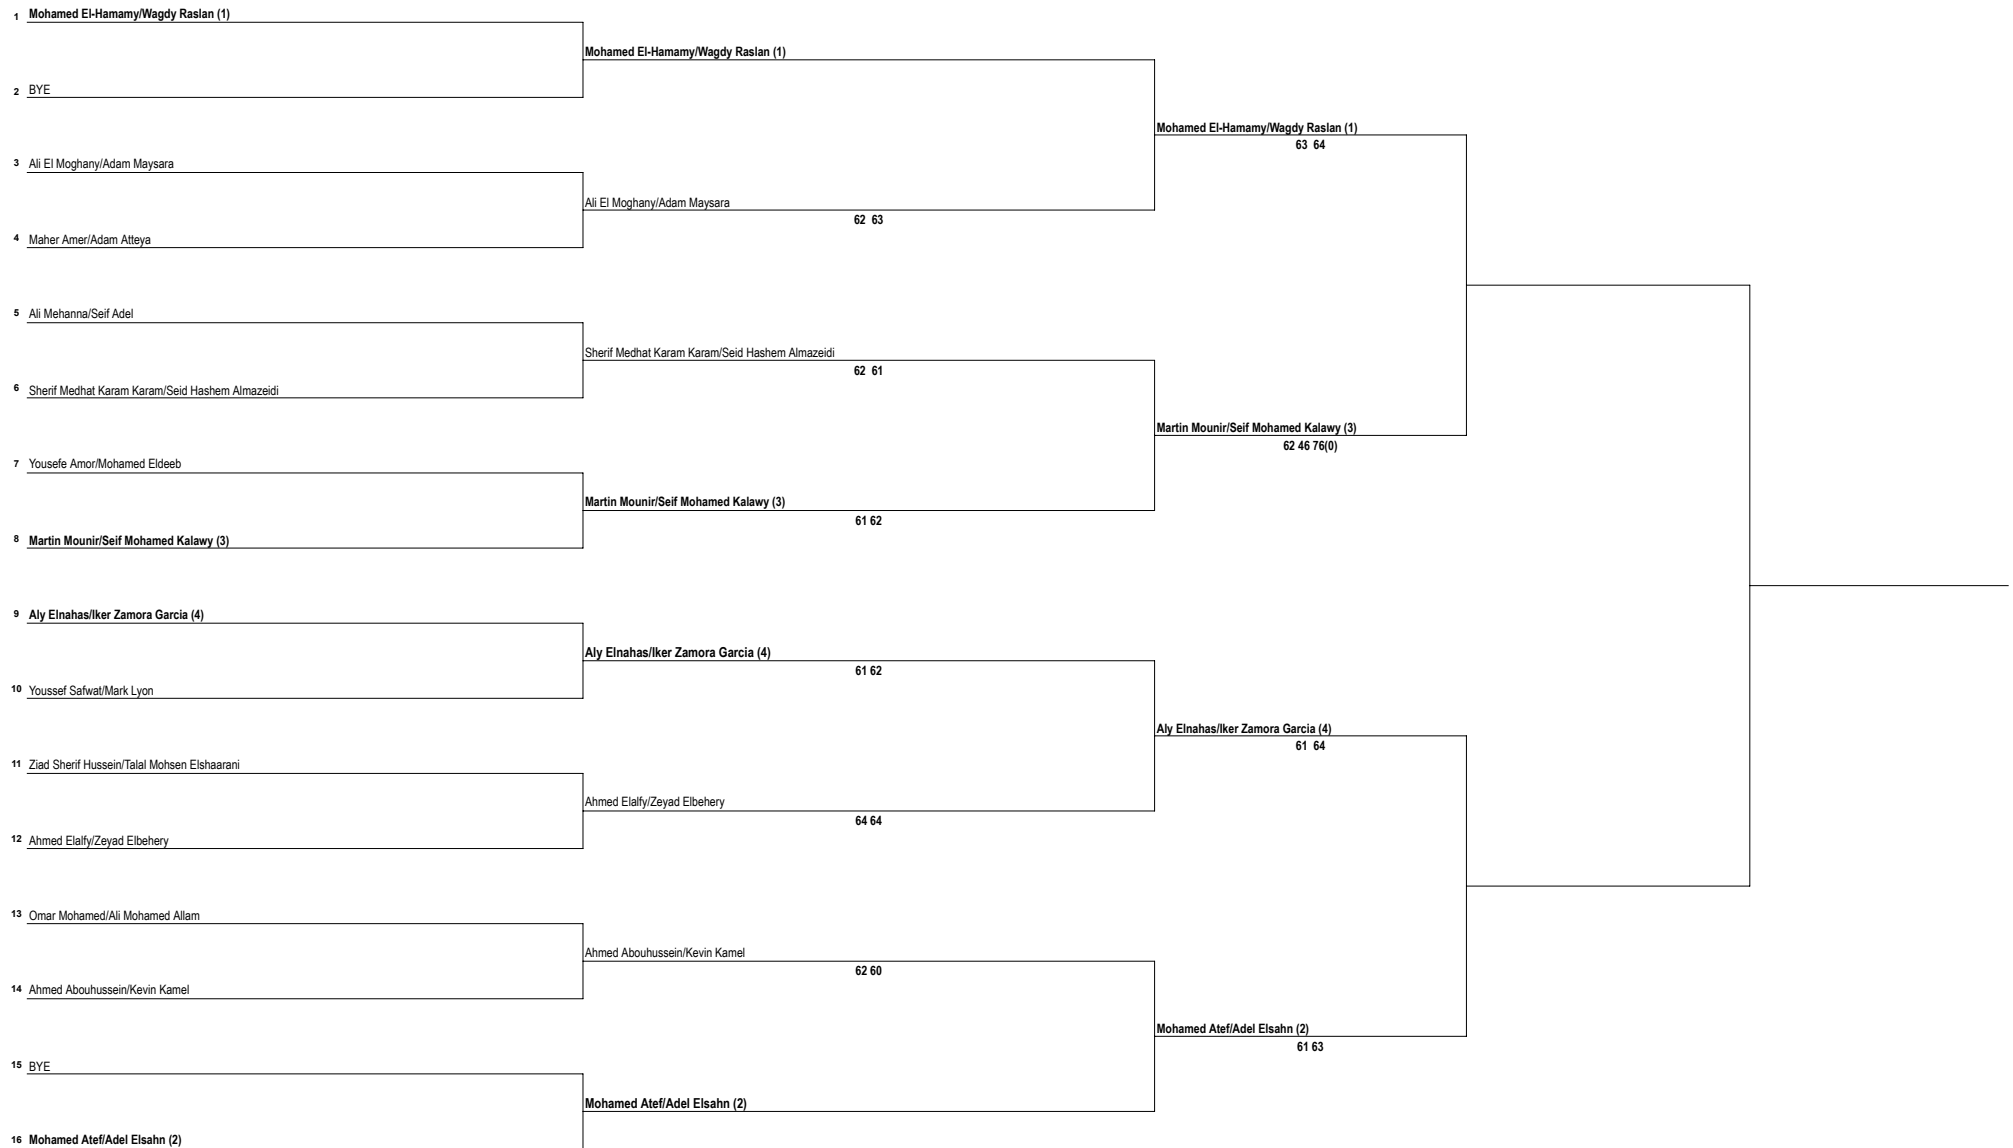 1 Mohamed El-Hamamy/Wagdy Raslan (1)
Mohamed El-Hamamy/Wagdy Raslan (1)
2 BYE
Mohamed El-Hamamy/Wagdy Raslan (1)
63 64
3 Ali El Moghany/Adam Maysara
Ali El Moghany/Adam Maysara
62 63
4 Maher Amer/Adam Atteya
5 Ali Mehanna/Seif Adel
Sherif Medhat Karam Karam/Seid Hashem Almazeidi
62 61
6 Sherif Medhat Karam Karam/Seid Hashem Almazeidi
Martin Mounir/Seif Mohamed Kalawy (3)
62 46 76(0)
7 Yousefe Amor/Mohamed Eldeeb
Martin Mounir/Seif Mohamed Kalawy (3)
61 62
8 Martin Mounir/Seif Mohamed Kalawy (3)
9 Aly Elnahas/Iker Zamora Garcia (4)
Aly Elnahas/Iker Zamora Garcia (4)
61 62
10 Youssef Safwat/Mark Lyon
Aly Elnahas/Iker Zamora Garcia (4)
61 64
11 Ziad Sherif Hussein/Talal Mohsen Elshaarani
Ahmed Elalfy/Zeyad Elbehery
64 64
12 Ahmed Elalfy/Zeyad Elbehery
13 Omar Mohamed/Ali Mohamed Allam
Ahmed Abouhussein/Kevin Kamel
62 60
14 Ahmed Abouhussein/Kevin Kamel
Mohamed Atef/Adel Elsahn (2)
61 63
15 BYE
Mohamed Atef/Adel Elsahn (2)
16 Mohamed Atef/Adel Elsahn (2)